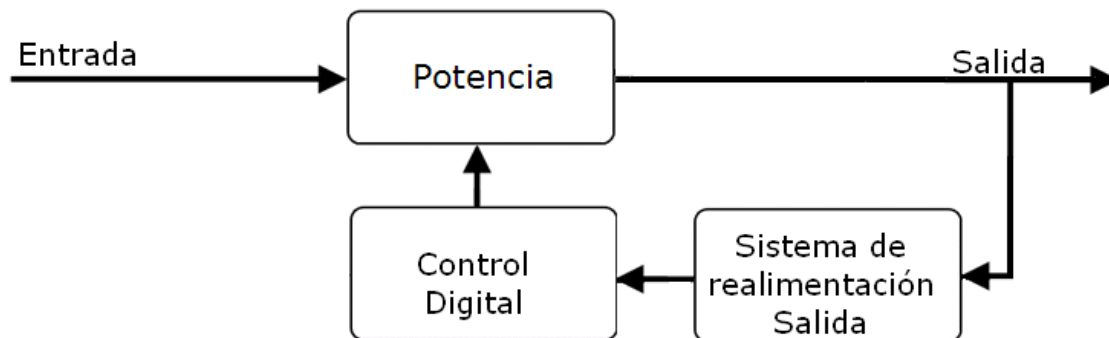 Entrada
Potencia
Salida
Control
Digital
Sistema de
realimentación
Salida